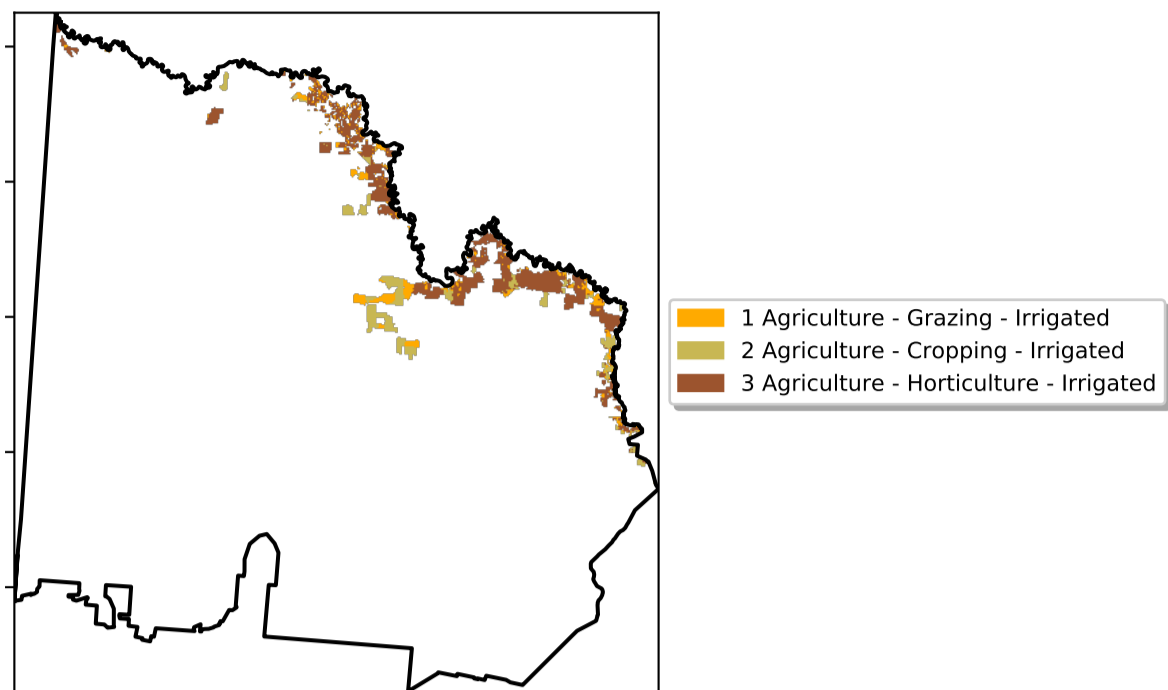 1 Agriculture - Grazing - Irrigated
2 Agriculture - Cropping - Irrigated
3 Agriculture - Horticulture - Irrigated